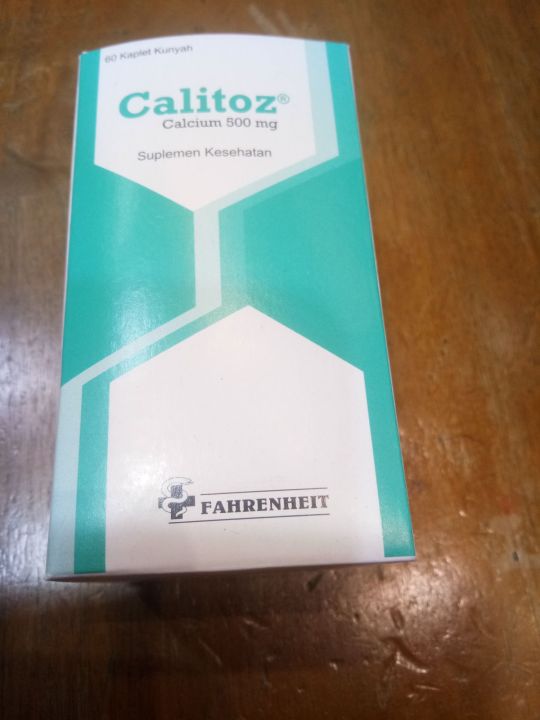 60 Kaplet Kunyah
Calitoz®
Calcium 500 mg
Suplemen Kesehatan
FAHRENHEIT